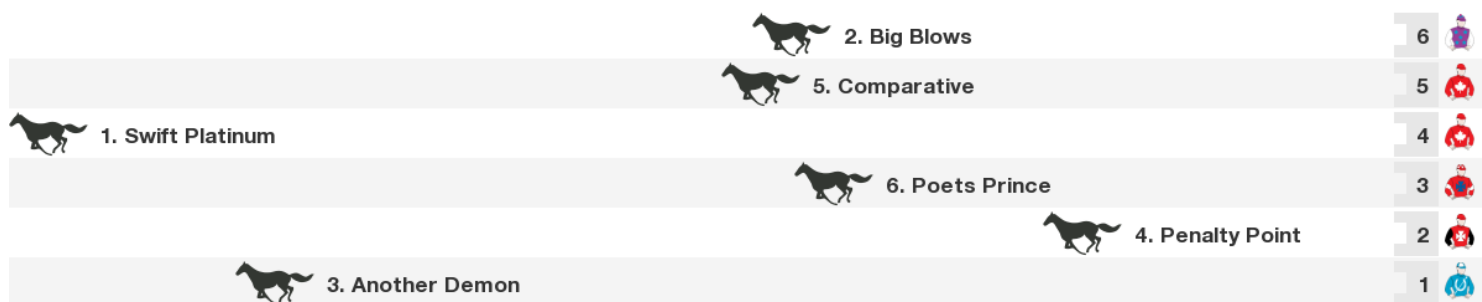 2. Big Blows 6
5. Comparative 5
1. Swift Platinum 4
6. Poets Prince 3
4. Penalty Point 2
3. Another Demon 1